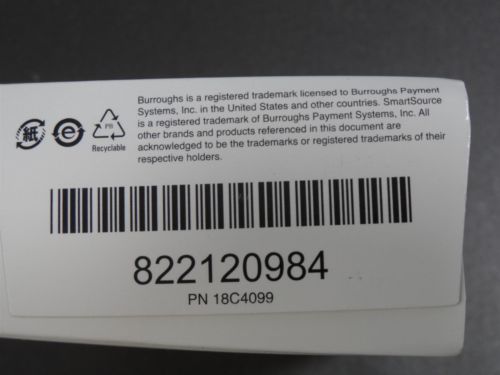 Burroughs is a registered trademark licensed to Burroughs Payment
Systems, Inc. in the United States and other countries. SmartSource
is a registered trademark of Burroughs Payment Systems, Inc. All
other brands and products referenced in this document are
acknowledged to be the trademarks or registered trademarks of their
respective holders.
紙
e
PB
Recyclable
822120984
PN 18C4099